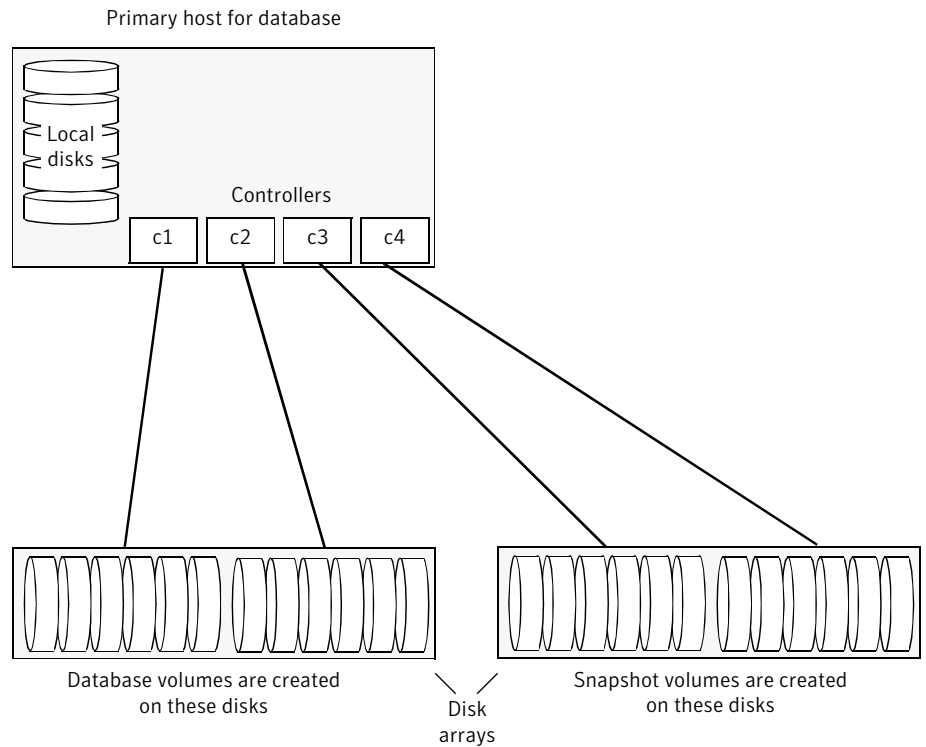 Primary host for database
Local
disks
Controllers
c1 c2 c3 c4
Database volumes are created
on these disks
Snapshot volumes are created
on these disks
Disk
arrays